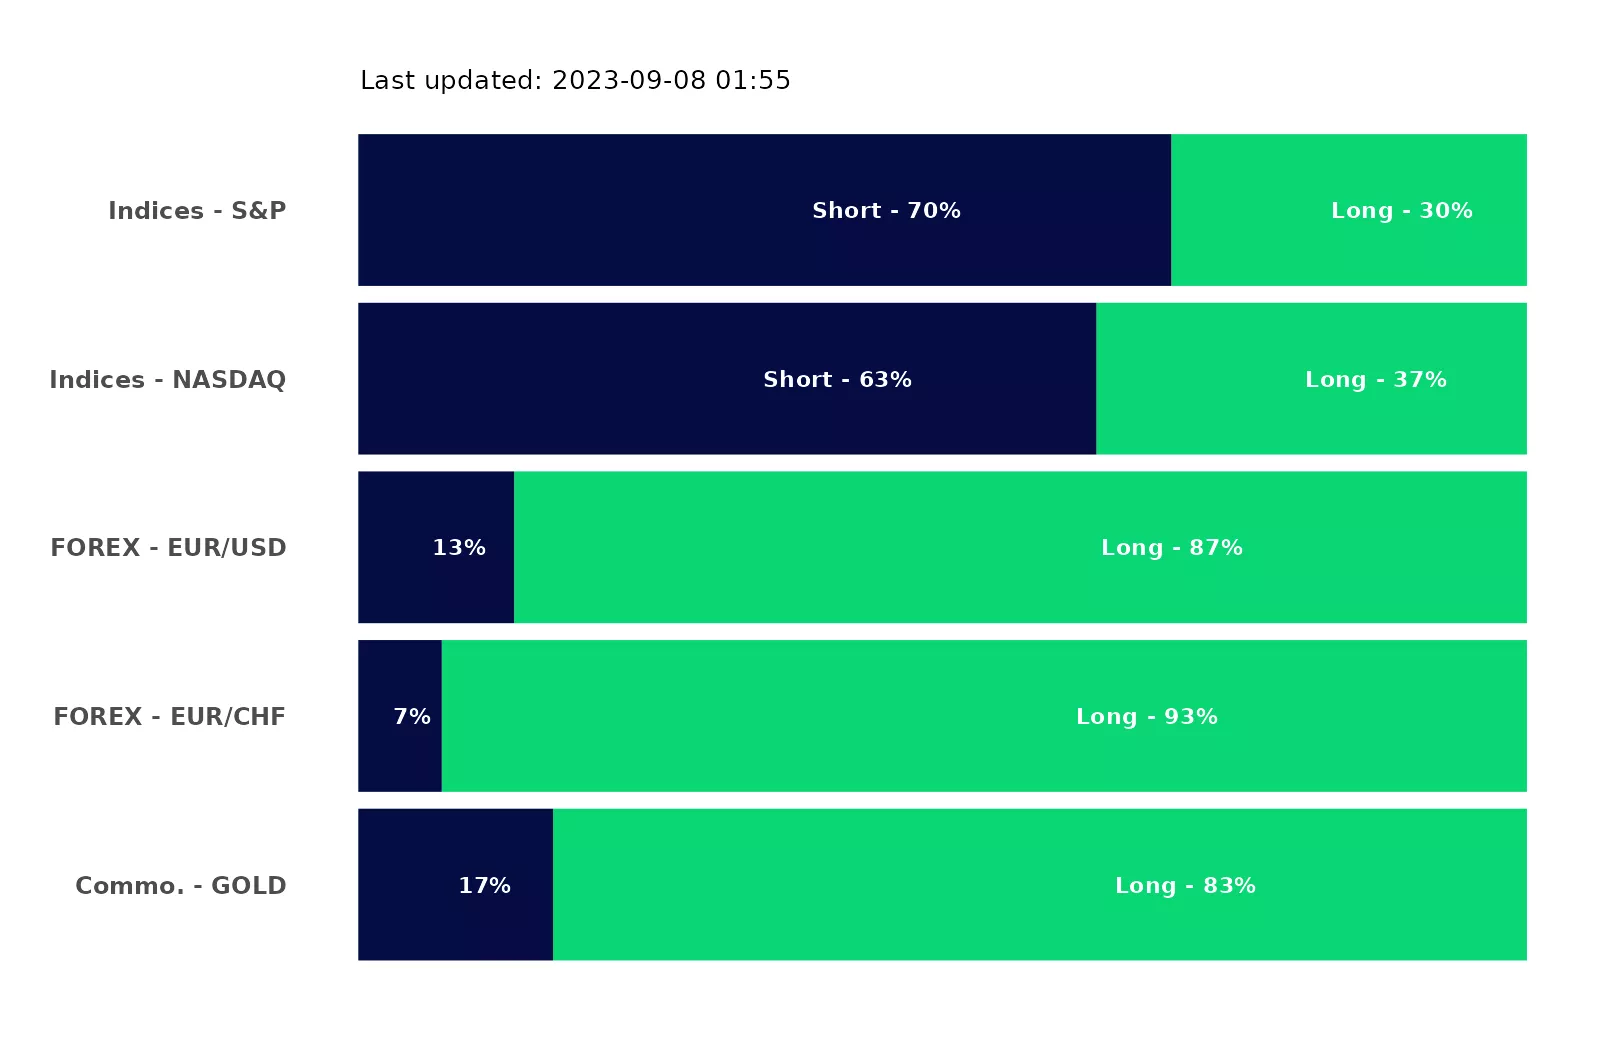 Last updated: 2023-09-08 01:55
Indices - S&P Short - 70% Long - 30%
Indices - NASDAQ Short - 63% Long - 37%
FOREX - EUR/USD 13% Long - 87%
FOREX - EUR/CHF 7% Long - 93%
Commo. - GOLD 17% Long - 83%